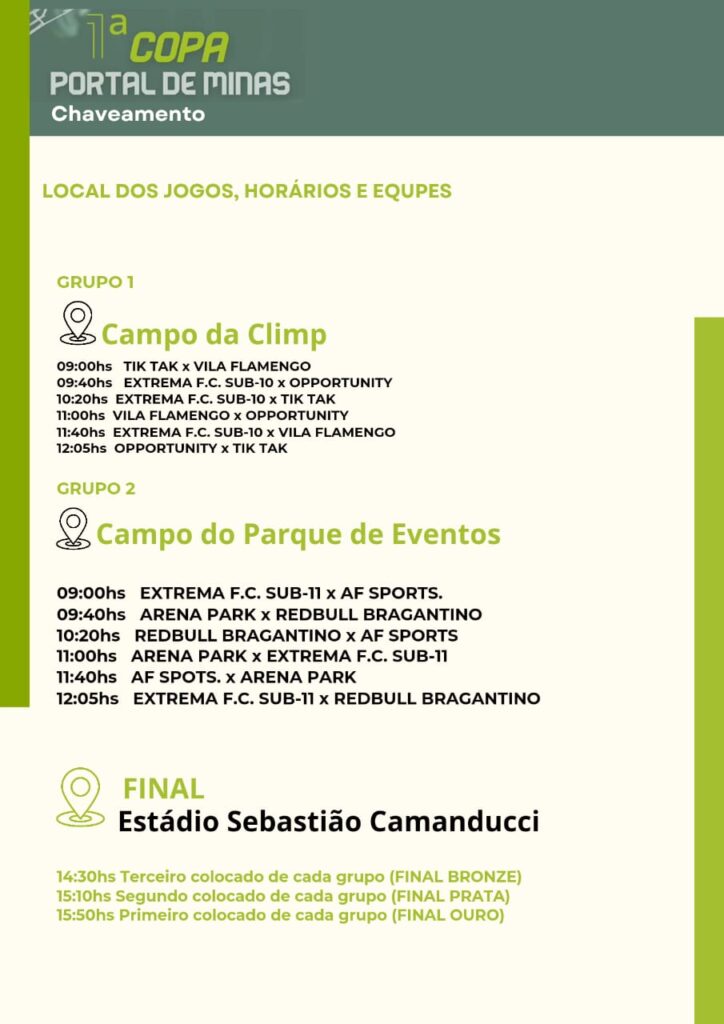 1ª COPA
PORTAL DE MINAS
Chaveamento
LOCAL DOS JOGOS, HORÁRIOS E EQUPES
GRUPO 1
Campo da Climp
09:00hs TIK TAK x VILA FLAMENGO
09:40hs EXTREMA F.C. SUB-10 x OPPORTUNITY
10:20hs EXTREMA F.C. SUB-10 x TIK TAK
11:00hs VILA FLAMENGO x OPPORTUNITY
11:40hs EXTREMA F.C. SUB-10 x VILA FLAMENGO
12:05hs OPPORTUNITY x TIK TAK
GRUPO 2
Campo do Parque de Eventos
09:00hs EXTREMA F.C. SUB-11 x AF SPORTS.
09:40hs ARENA PARK x REDBULL BRAGANTINO
10:20hs REDBULL BRAGANTINO x AF SPORTS
11:00hs ARENA PARK x EXTREMA F.C. SUB-11
11:40hs AF SPOTS. x ARENA PARK
12:05hs EXTREMA F.C. SUB-11 x REDBULL BRAGANTINO
FINAL
Estádio Sebastião Camanducci
14:30hs Terceiro colocado de cada grupo (FINAL BRONZE)
15:10hs Segundo colocado de cada grupo (FINAL PRATA)
15:50hs Primeiro colocado de cada grupo (FINAL OURO)